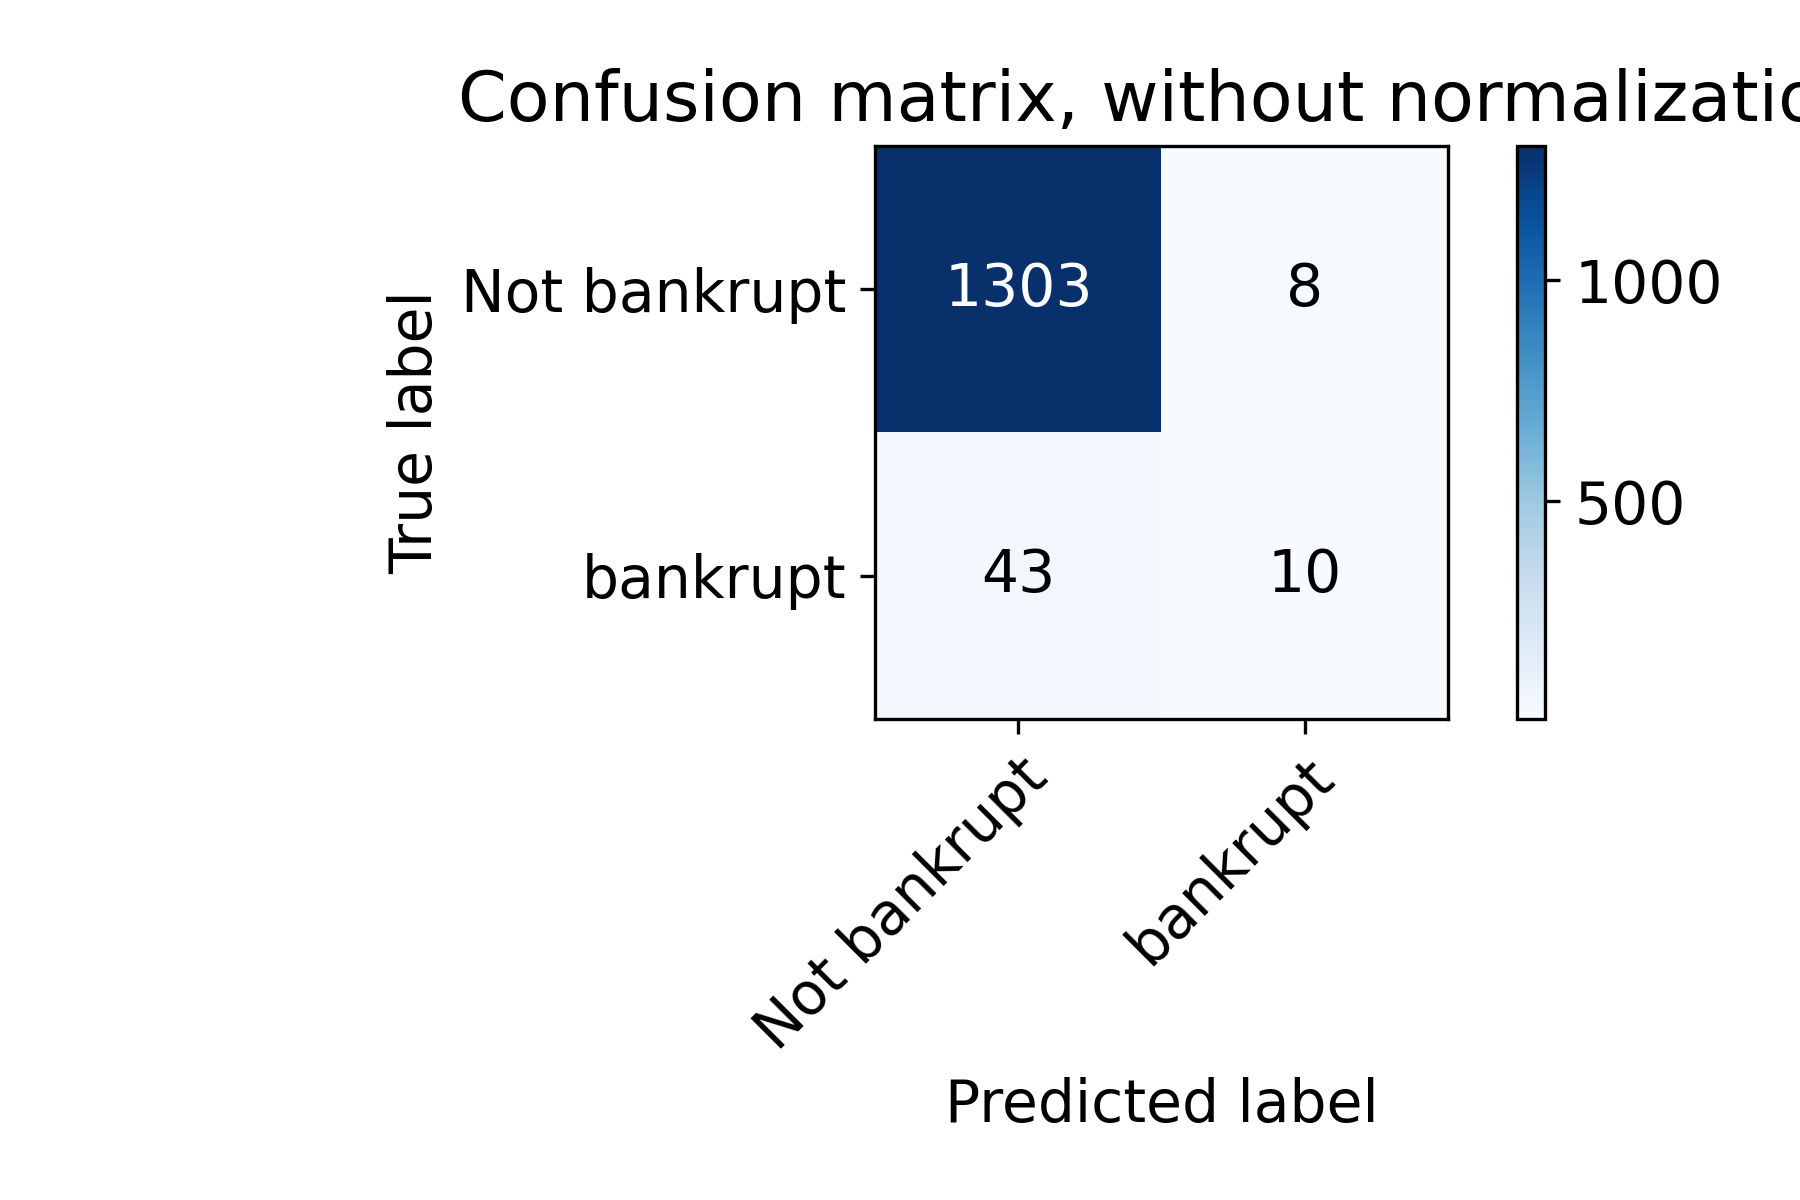 Confusion matrix, without normalizatio
True label
Not bankrupt
1303
8
1000
500
bankrupt
43
10
Not bankrupt
bankrupt
Predicted label